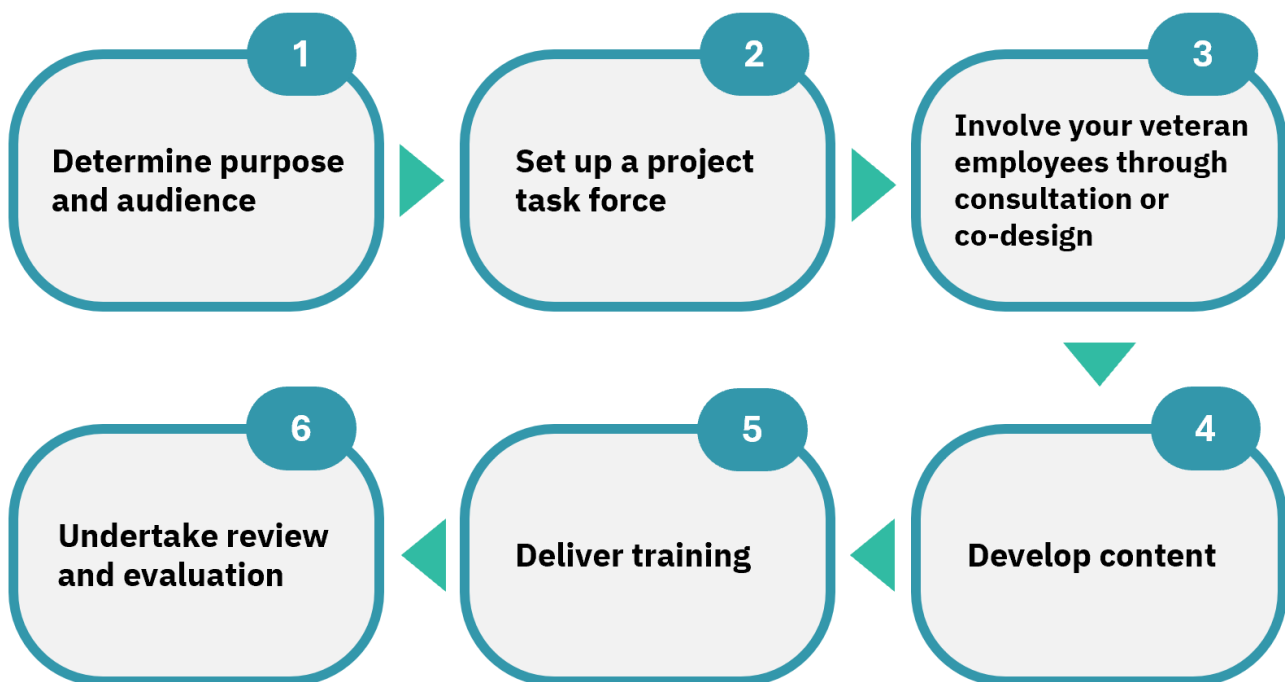 1
Determine purpose
and audience
2
Set up a project
task force
3
Involve your veteran
employees through
consultation or
co-design
4
Develop content
5
Deliver training
6
Undertake review
and evaluation